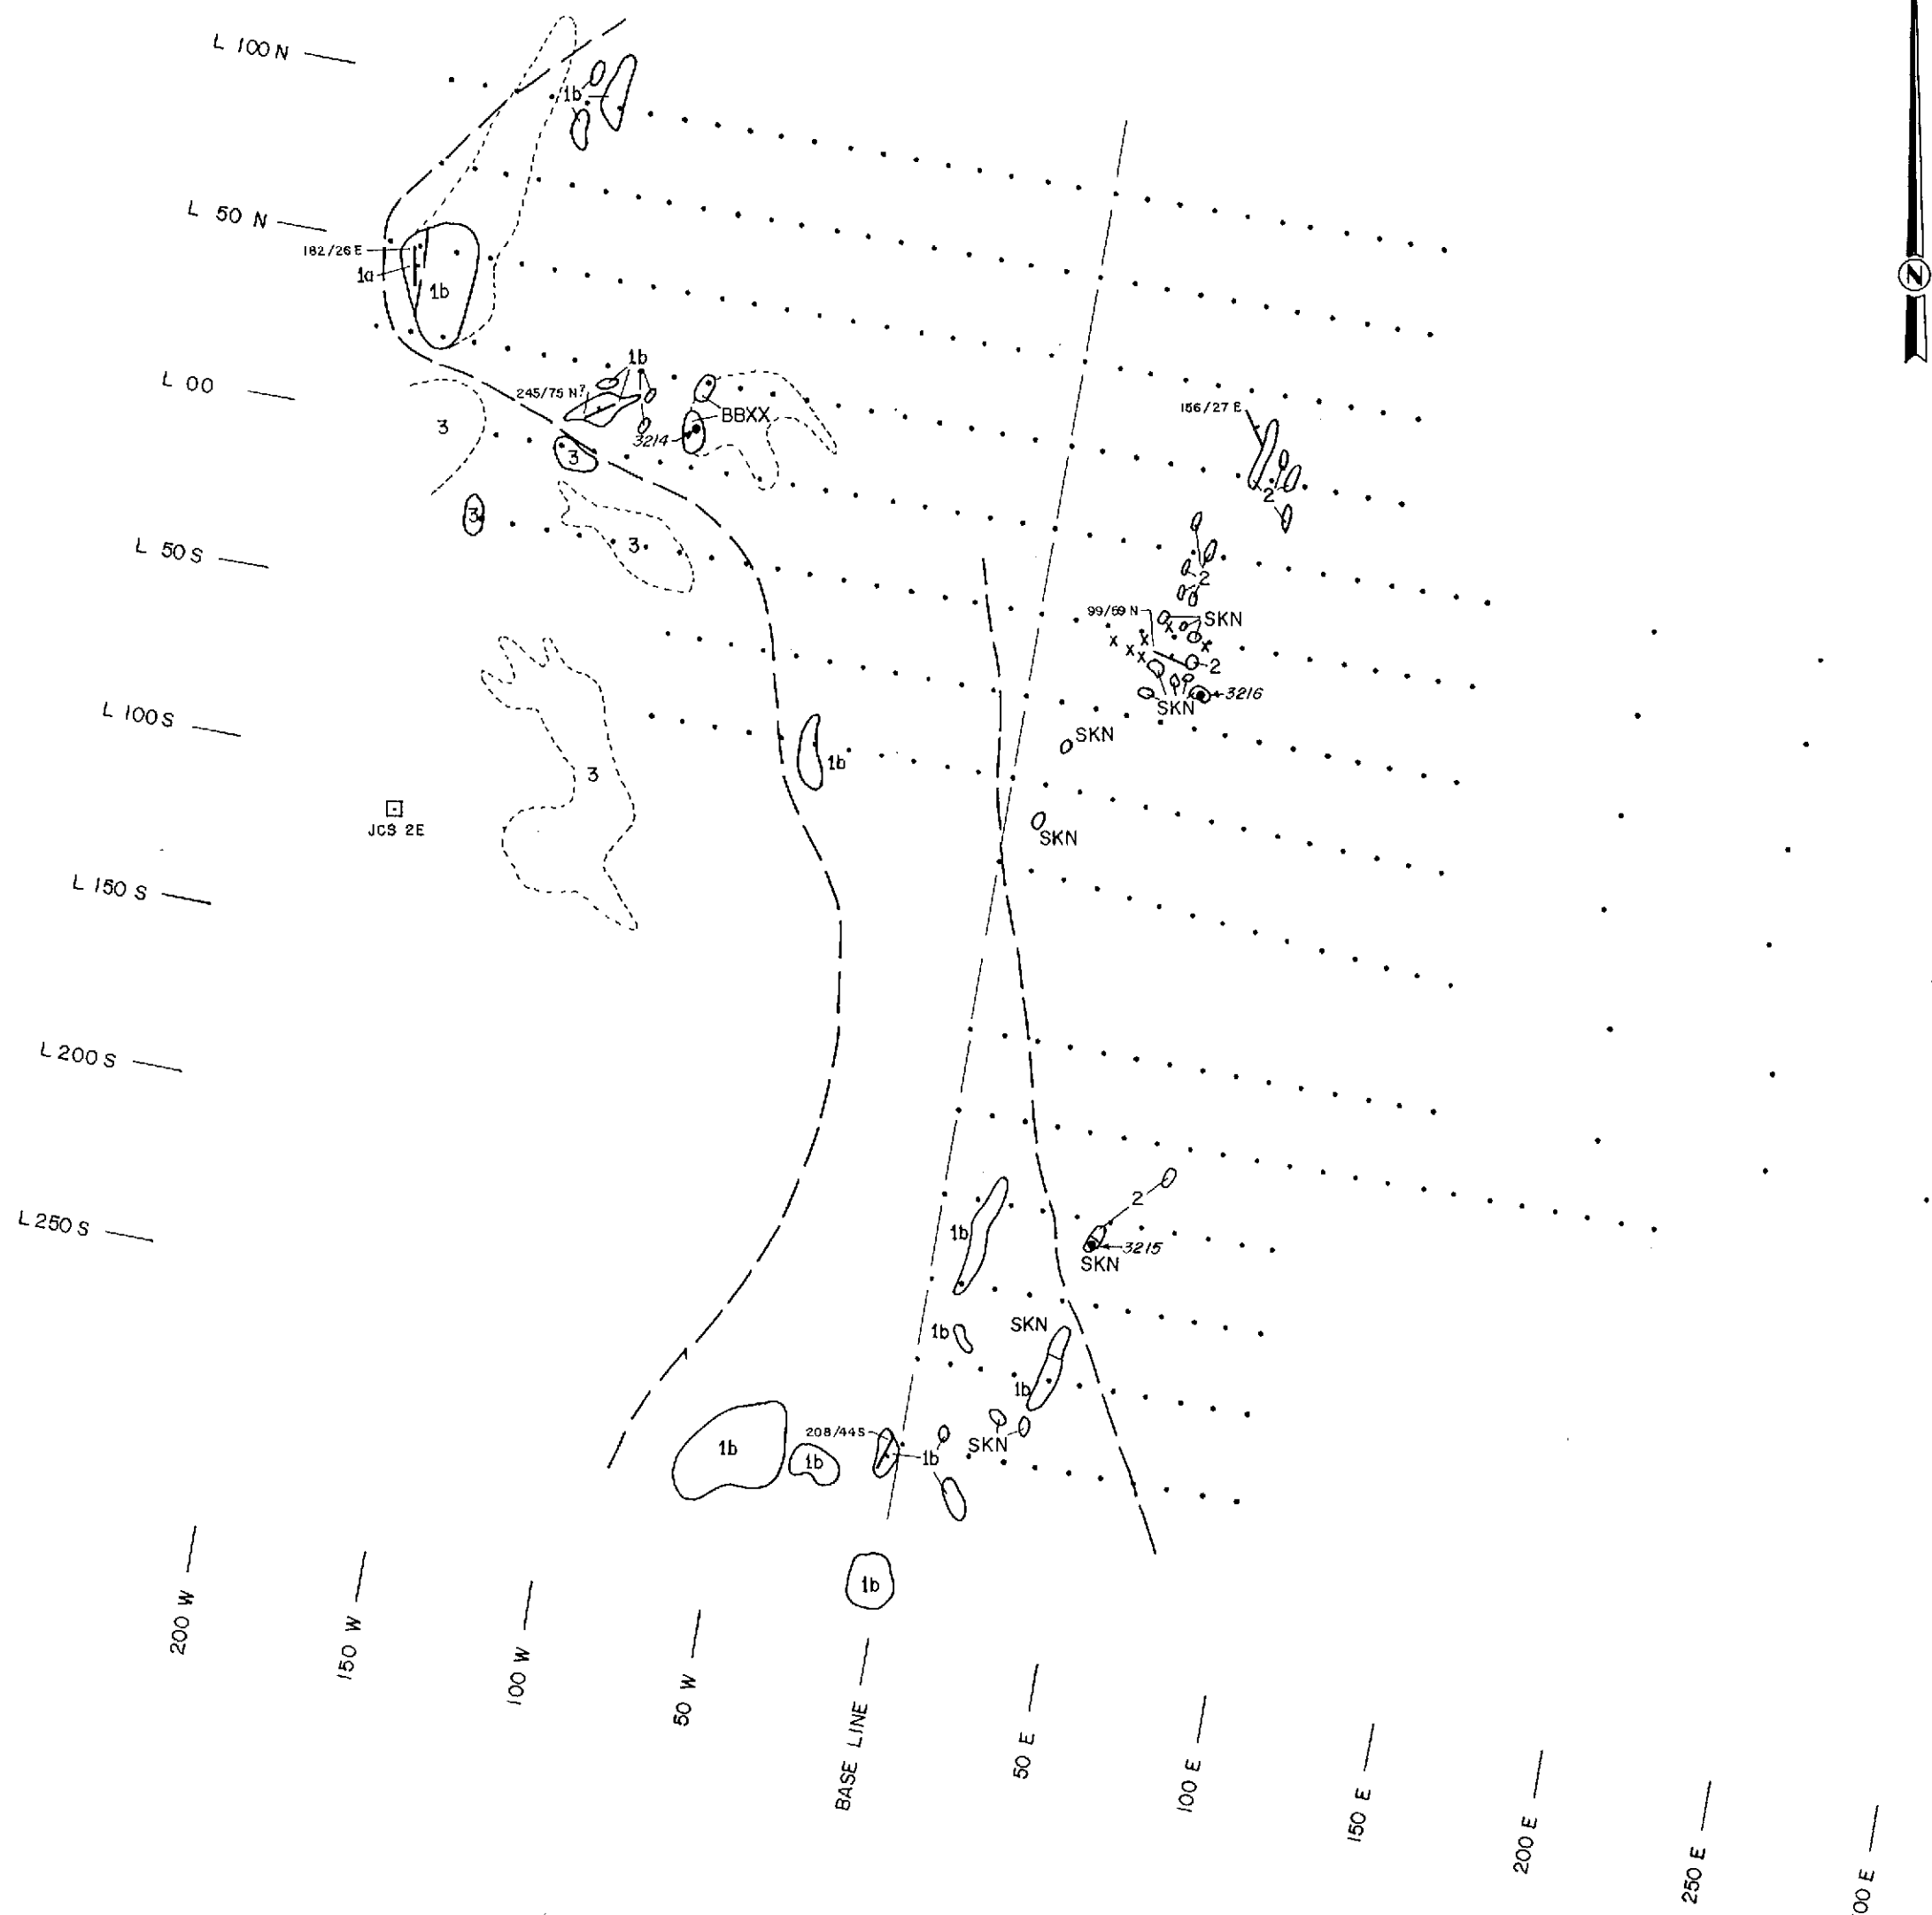 L 100 N
1b
L 50 N
182/26 E
1a
1b
N
L 00
1b
245/75 N?
BBXX
3214
3
3
156/27 E
2
3
3
L 50 S
2
99/59 N
SKN
2
3216
SKN
L 100 S
SKN
1b
3
JCS 2E
SKN
L 150 S
L 200 S
2
L 250 S
1b
3215
SKN
1b
SKN
1b
208/44 S
1b
1b
1b
SKN
1b
200 W
150 W
100 W
50 W
BASE LINE
50 E
100 E
150 E
200 E
250 E
00 E